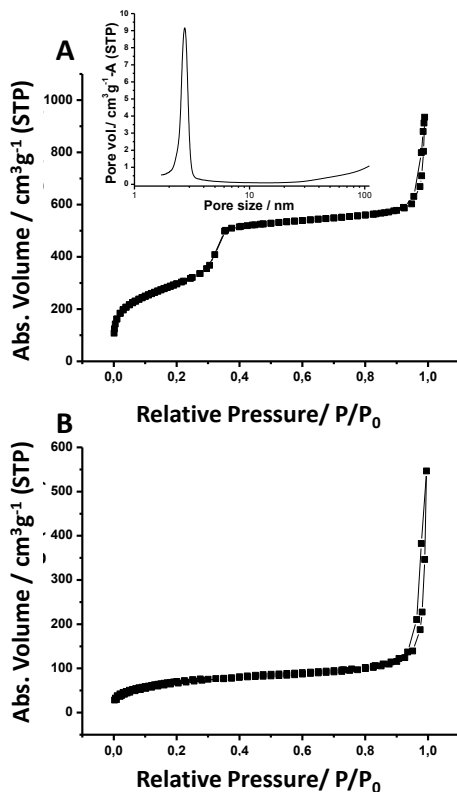 A
Pore vol./ cm³g⁻¹-A (STP)
10
9
8
7
6
5
4
3
2
1
0
1 10 100
Pore size / nm
Abs. Volume / cm³g⁻¹ (STP)
1000
800
600
400
200
0
0,0 0,2 0,4 0,6 0,8 1,0
Relative Pressure/ P/P₀
B
Abs. Volume / cm³g⁻¹ (STP)
600
500
400
300
200
100
0
0,0 0,2 0,4 0,6 0,8 1,0
Relative Pressure/ P/P₀